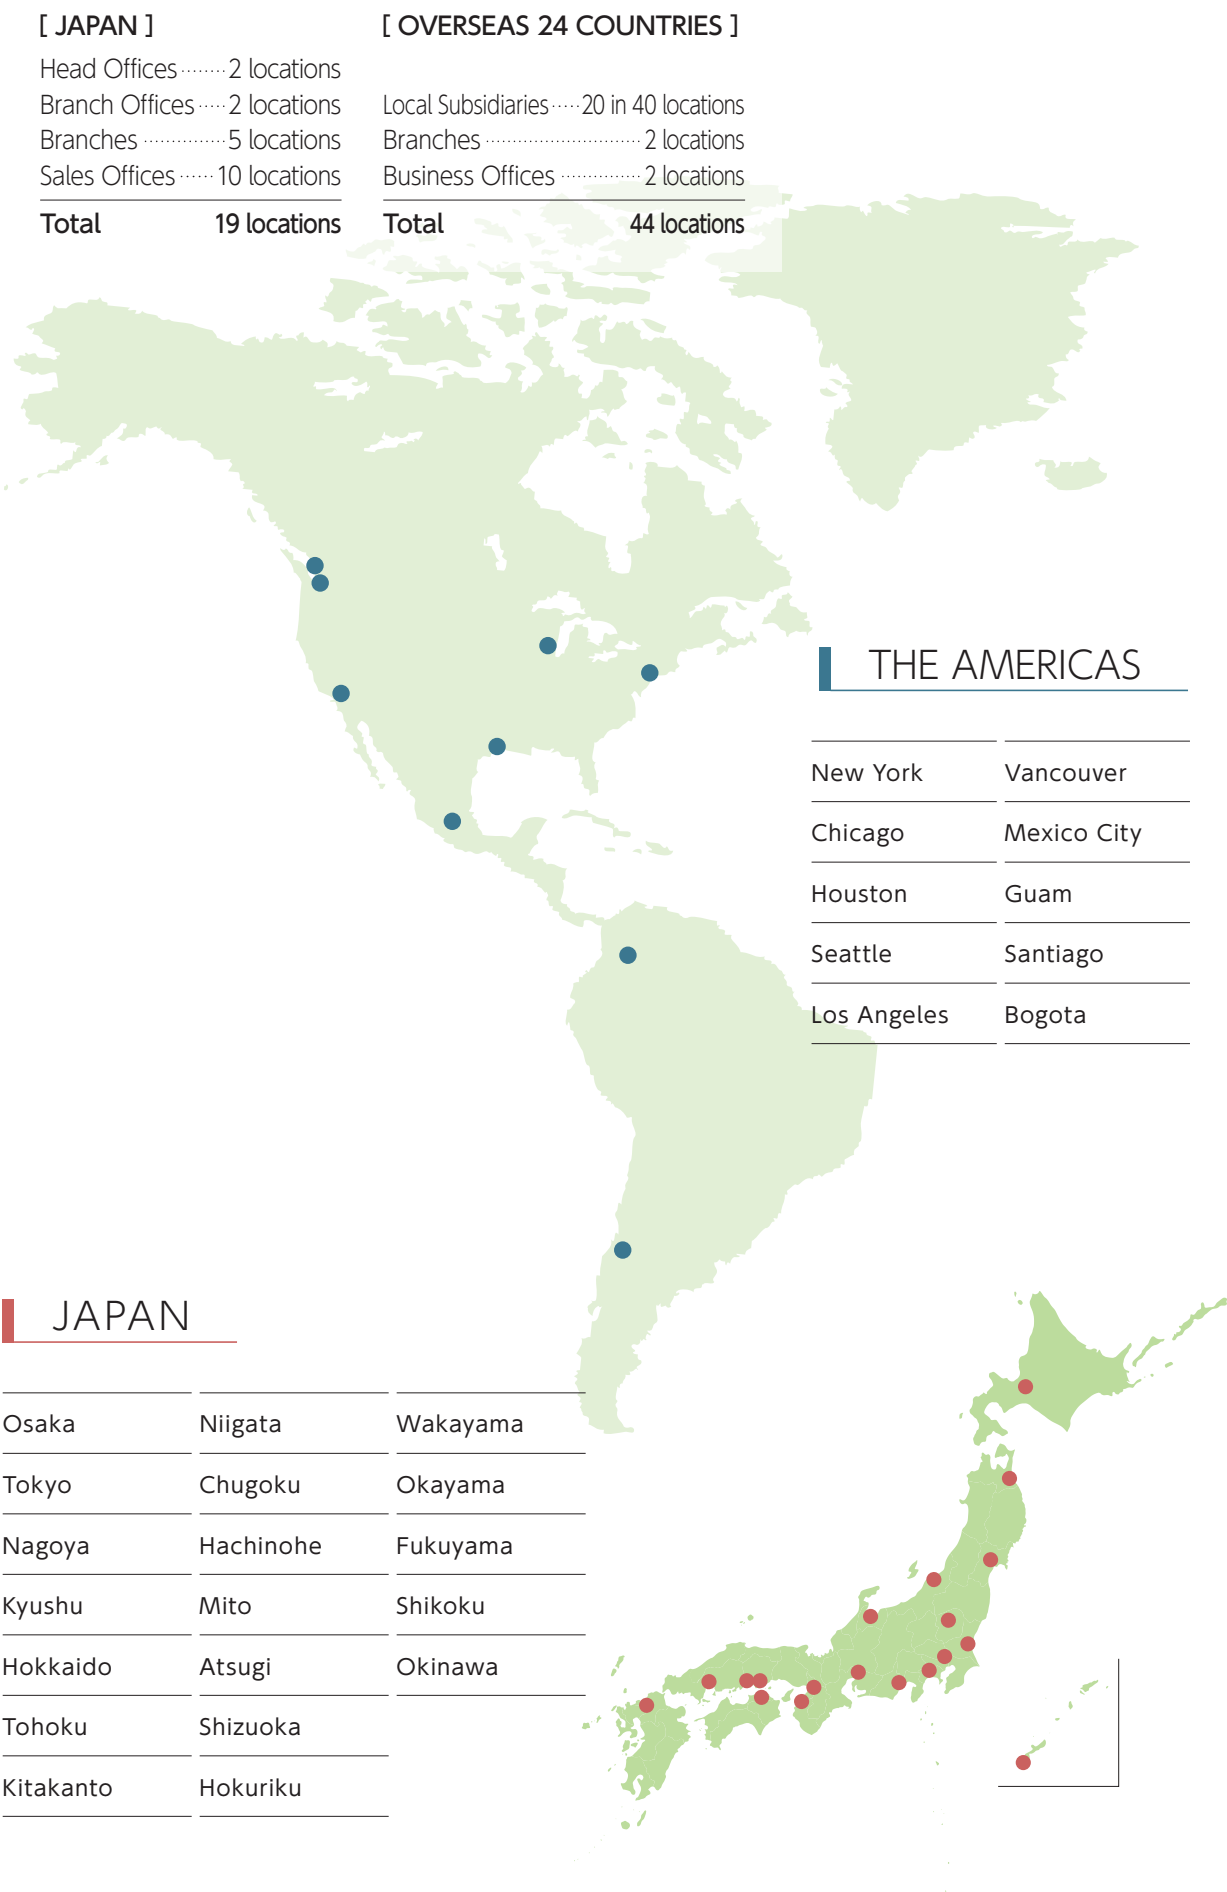 [ JAPAN ]
Head Offices ........ 2 locations
Branch Offices ..... 2 locations
Branches ............... 5 locations
Sales Offices ...... 10 locations
Total 19 locations
[ OVERSEAS 24 COUNTRIES ]
Local Subsidiaries ..... 20 in 40 locations
Branches ............................ 2 locations
Business Offices ............... 2 locations
Total 44 locations
THE AMERICAS
New York Vancouver
Chicago Mexico City
Houston Guam
Seattle Santiago
Los Angeles Bogota
JAPAN
Osaka Niigata Wakayama
Tokyo Chugoku Okayama
Nagoya Hachinohe Fukuyama
Kyushu Mito Shikoku
Hokkaido Atsugi Okinawa
Tohoku Shizuoka
Kitakanto Hokuriku